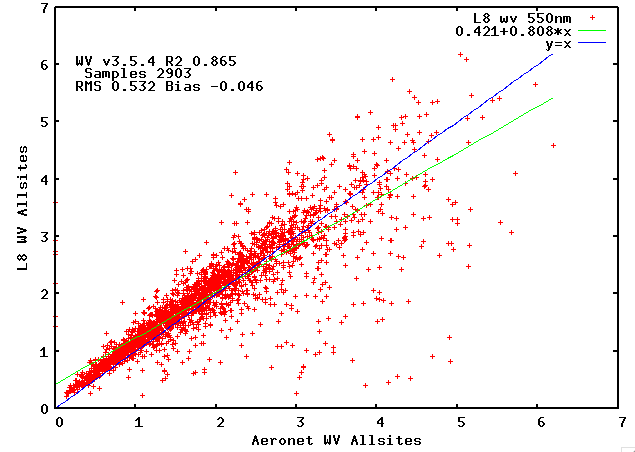 7
6
5
4
3
2
1
0
L8 WV Allsites
L8 wv 550nm
0.421+0.808*x
y=x
WV v3.5.4 R2 0.865
Samples 2903
RMS 0.532 Bias -0.046
0 1 2 3 4 5 6 7
Aeronet WV Allsites